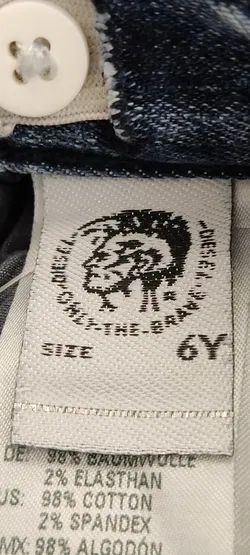 DIESEL
DIESEL
ONLY-THE-BRAVE
SIZE 6Y
DE: 98% BAUMWOLLE
2% ELASTHAN
US: 98% COTTON
2% SPANDEX
MX: 98% ALGODÓN